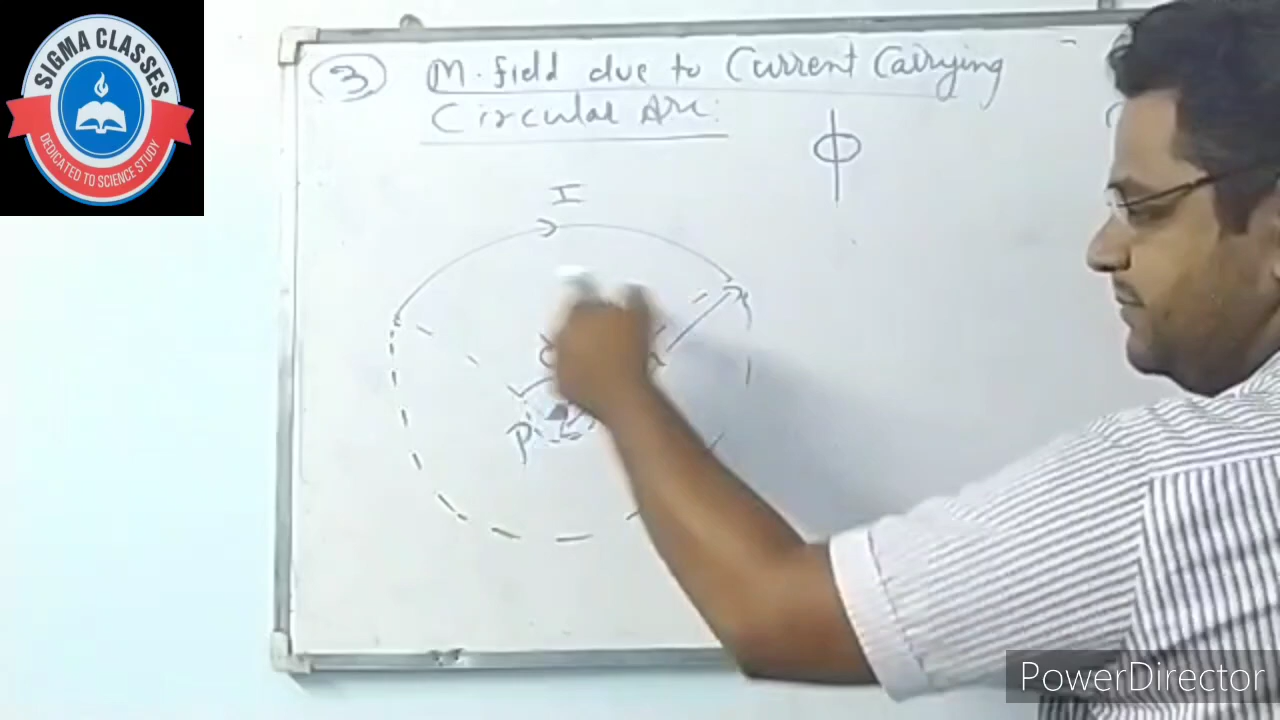 SIGMA CLASSES
DEDICATED TO SCIENCE STUDY
3 M. field due to Current Carrying
Circular Arc:
I
P
PowerDirector